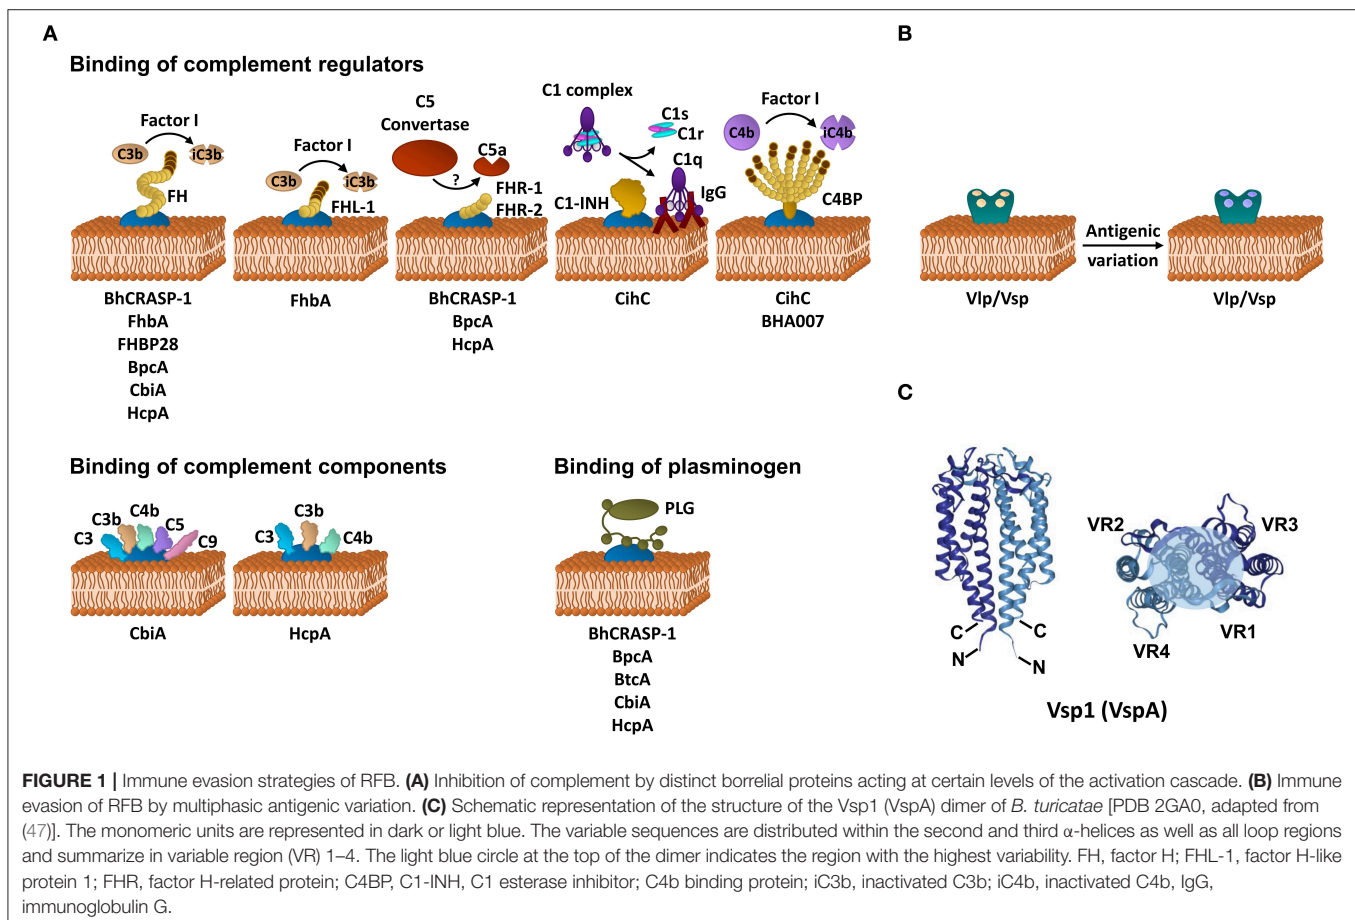 A
Binding of complement regulators
Factor I
C3b
iC3b
FH
BhCRASP-1
FhbA
FHBP28
BpcA
CbiA
HcpA
Factor I
C3b
iC3b
FHL-1
FhbA
C5
Convertase
C5a
?
FHR-1
FHR-2
BhCRASP-1
BpcA
HcpA
C1 complex
C1s
C1r
C1q
IgG
C1-INH
CihC
Factor I
C4b
iC4b
C4BP
CihC
BHA007
B
Antigenic
variation
Vlp/Vsp
Vlp/Vsp
Binding of complement components
C3
C3b
C4b
C5
C9
CbiA
C3
C3b
C4b
HcpA
Binding of plasminogen
PLG
BhCRASP-1
BpcA
BtcA
CbiA
HcpA
C
C
C
N
N
VR2
VR3
VR4
VR1
Vsp1 (VspA)
FIGURE 1 | Immune evasion strategies of RFB. (A) Inhibition of complement by distinct borrelial proteins acting at certain levels of the activation cascade. (B) Immune
evasion of RFB by multiphasic antigenic variation. (C) Schematic representation of the structure of the Vsp1 (VspA) dimer of B. turicatae [PDB 2GA0, adapted from
(47)]. The monomeric units are represented in dark or light blue. The variable sequences are distributed within the second and third α-helices as well as all loop regions
and summarize in variable region (VR) 1–4. The light blue circle at the top of the dimer indicates the region with the highest variability. FH, factor H; FHL-1, factor H-like
protein 1; FHR, factor H-related protein; C4BP, C1-INH, C1 esterase inhibitor; C4b binding protein; iC3b, inactivated C3b; iC4b, inactivated C4b, IgG,
immunoglobulin G.